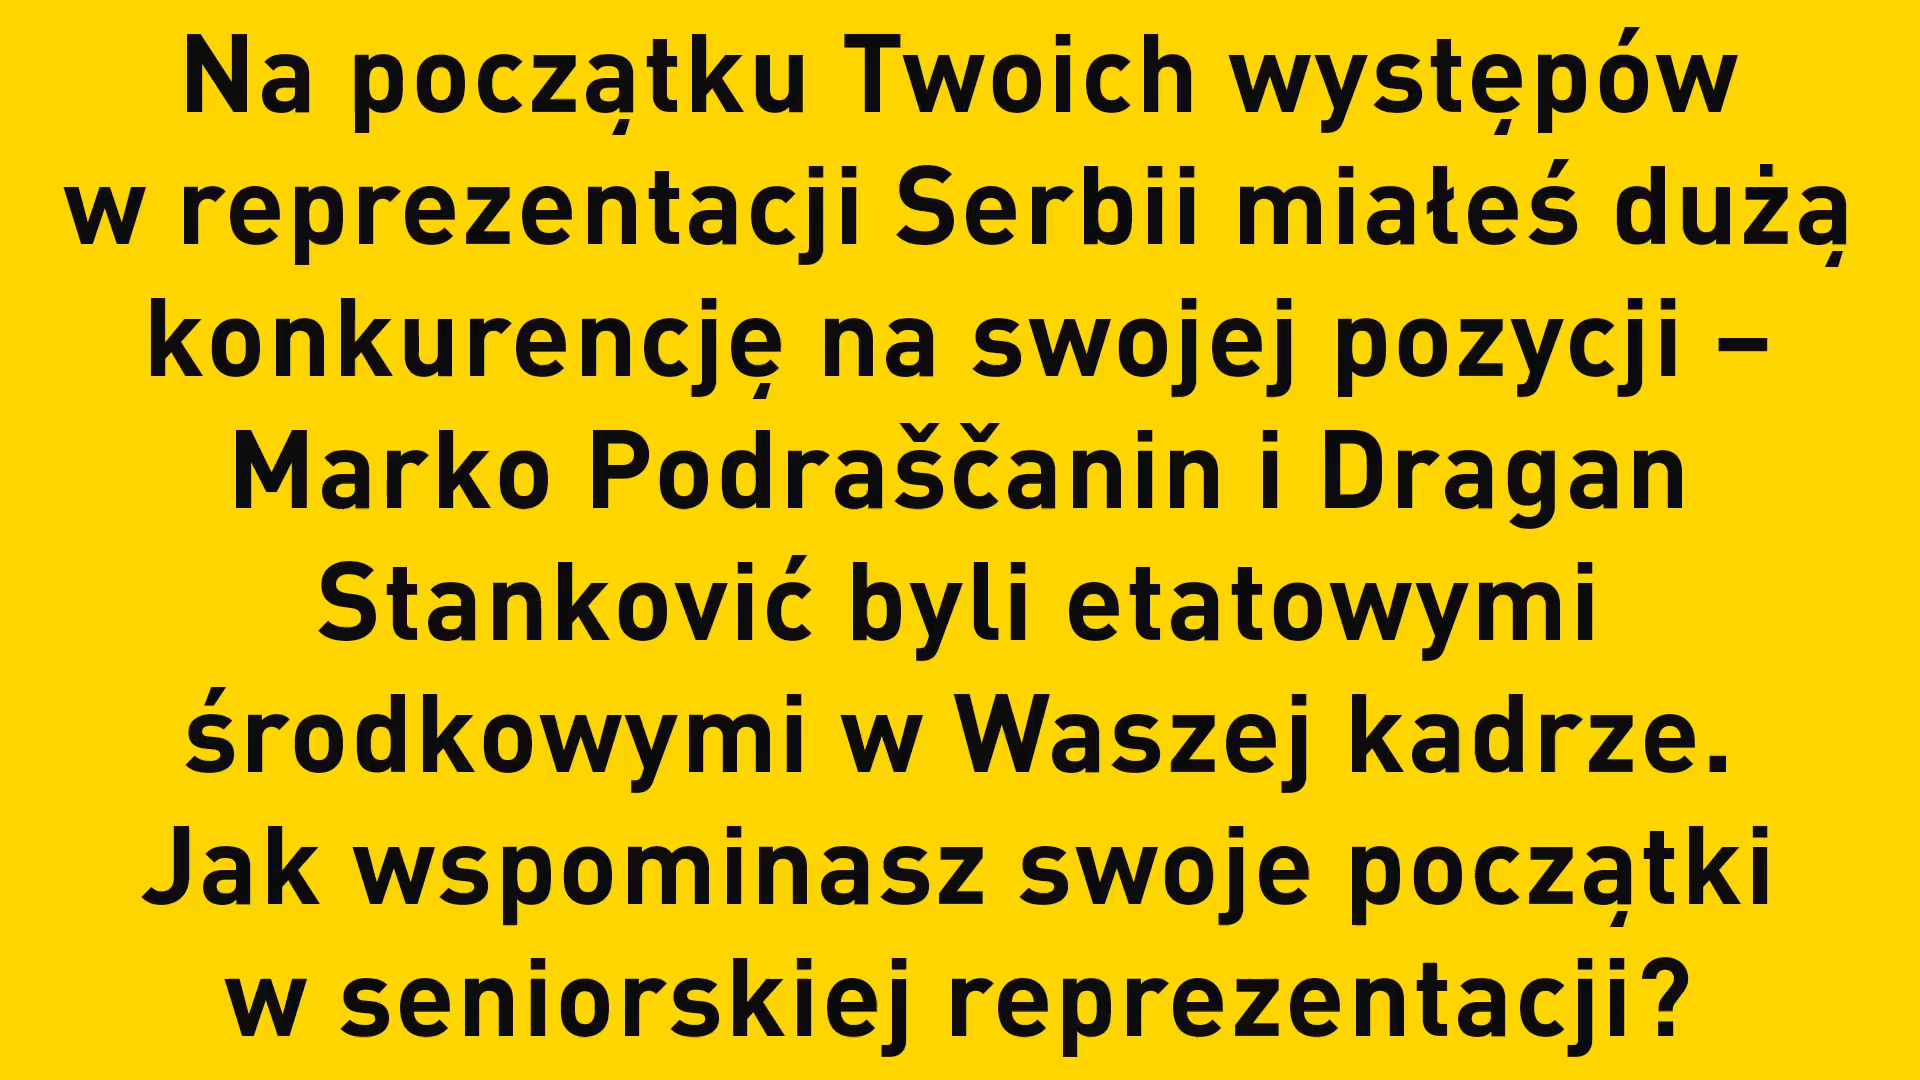 Na początku Twoich występów
w reprezentacji Serbii miałeś dużą
konkurencję na swojej pozycji –
Marko Podraščanin i Dragan
Stanković byli etatowymi
środkowymi w Waszej kadrze.
Jak wspominasz swoje początki
w seniorskiej reprezentacji?